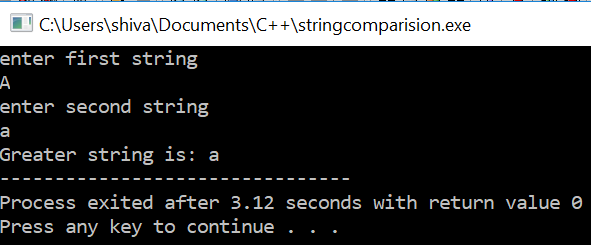 C:\Users\shiva\Documents\C++\stringcomparision.exe
enter first string
A
enter second string
a
Greater string is: a
--------------------------------
Process exited after 3.12 seconds with return value 0
Press any key to continue . . .